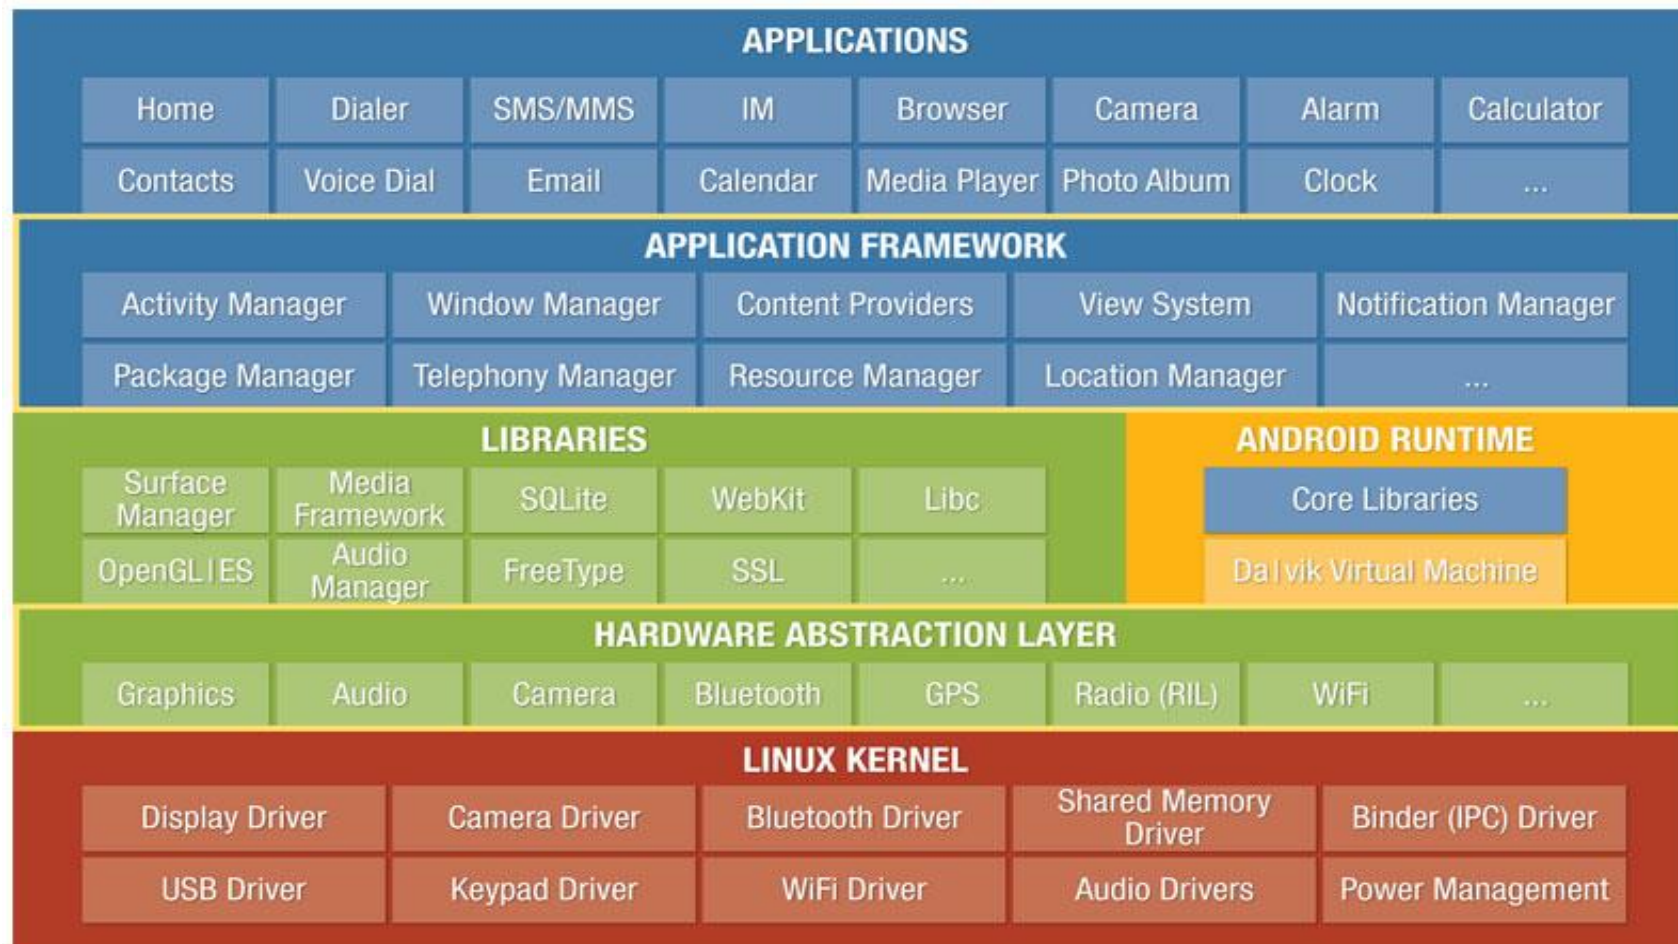 APPLICATIONS
Home Dialer SMS/MMS IM Browser Camera Alarm Calculator
Contacts Voice Dial Email Calendar Media Player Photo Album Clock ...
APPLICATION FRAMEWORK
Activity Manager Window Manager Content Providers View System Notification Manager
Package Manager Telephony Manager Resource Manager Location Manager ...
LIBRARIES
Surface Manager Media Framework SQLite WebKit Libc
OpenGL|ES Audio Manager FreeType SSL ...
ANDROID RUNTIME
Core Libraries
Dalvik Virtual Machine
HARDWARE ABSTRACTION LAYER
Graphics Audio Camera Bluetooth GPS Radio (RIL) WiFi ...
LINUX KERNEL
Display Driver Camera Driver Bluetooth Driver Shared Memory Driver Binder (IPC) Driver
USB Driver Keypad Driver WiFi Driver Audio Drivers Power Management